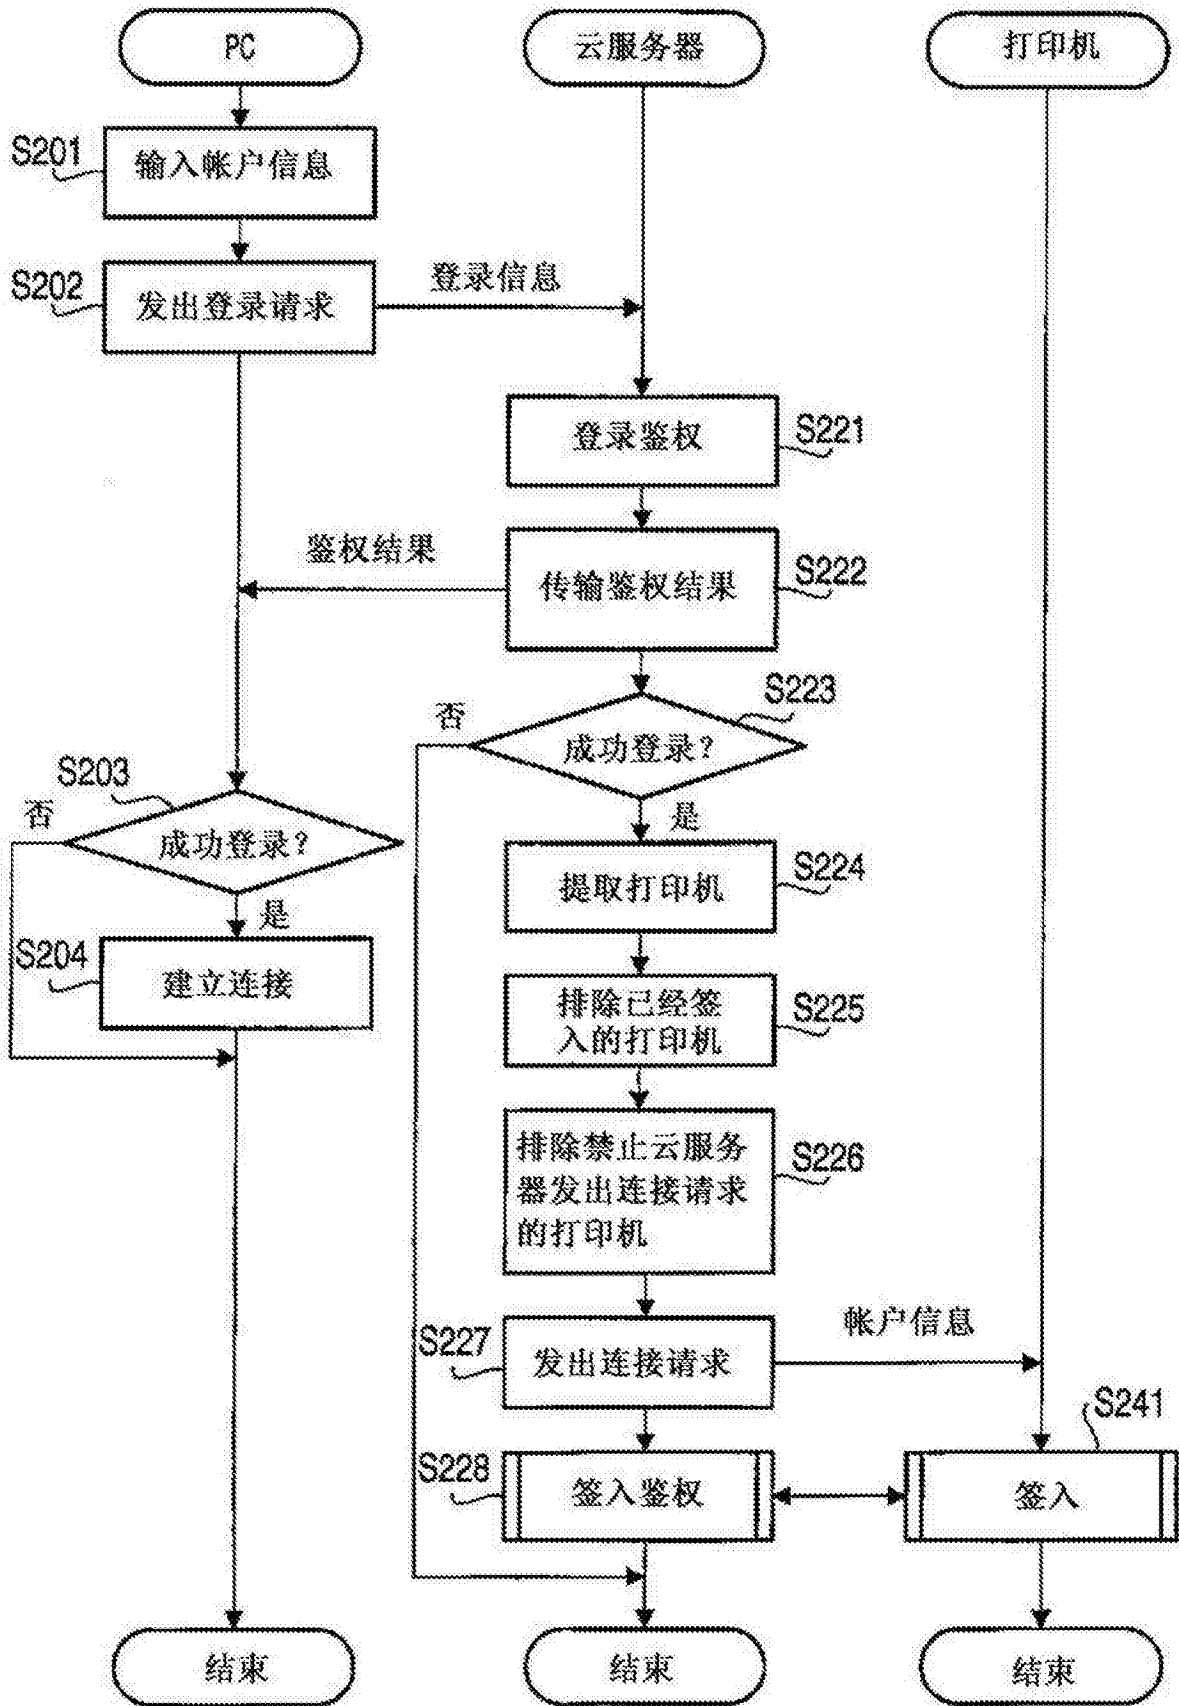 PC
云服务器
打印机
S201
输入帐户信息
S202
发出登录请求
登录信息
登录鉴权
S221
鉴权结果
传输鉴权结果
S222
S223
否
成功登录?
是
S203
否
成功登录?
是
提取打印机
S224
S204
建立连接
排除已经签
入的打印机
S225
排除禁止云服务
器发出连接请求
的打印机
S226
S227
发出连接请求
帐户信息
S241
S228
签入鉴权
签入
结束
结束
结束